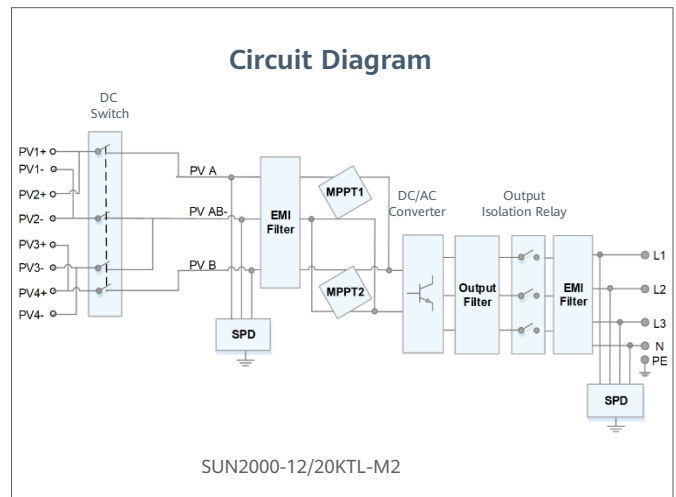 Circuit Diagram
DC
Switch
PV1+
PV1-
PV2+
PV2-
PV3+
PV3-
PV4+
PV4-
PV A
PV AB-
PV B
EMI
Filter
SPD
MPPT1
MPPT2
DC/AC
Converter
Output
Filter
Output
Isolation Relay
EMI
Filter
L1
L2
L3
N
PE
SPD
SUN2000-12/20KTL-M2